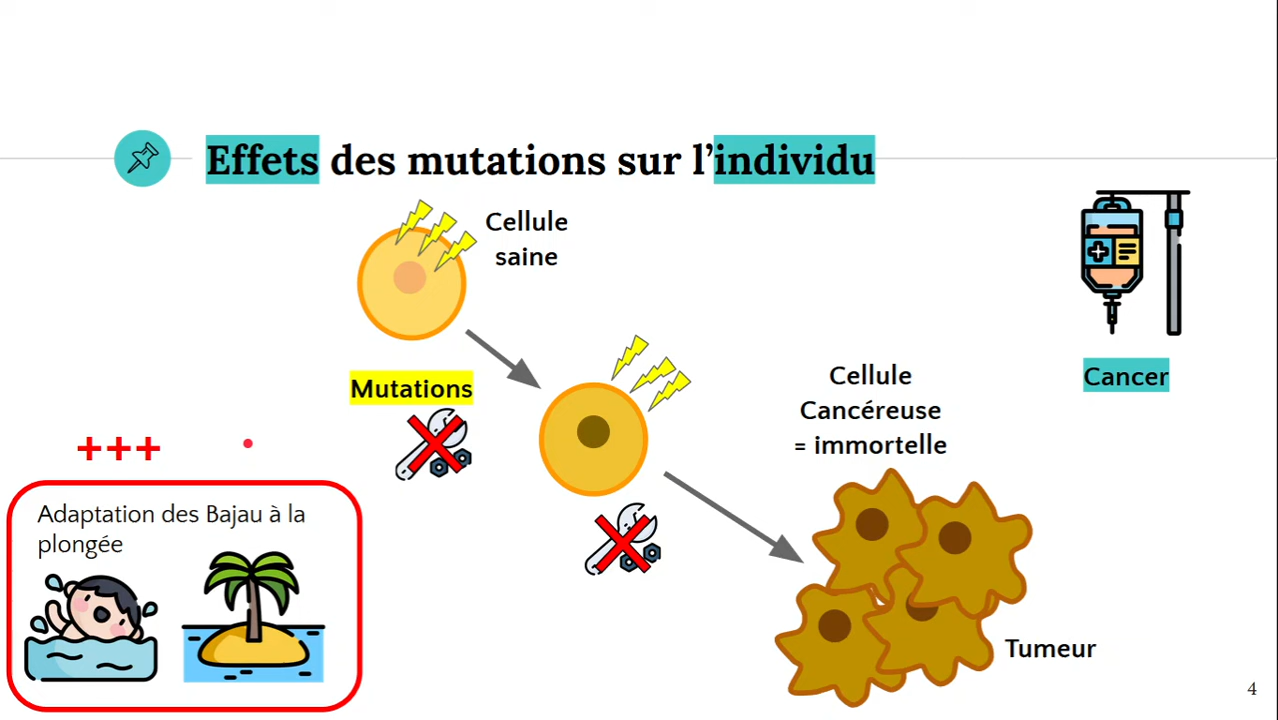 Effets des mutations sur l’individu
Cellule
saine
Mutations
Cellule
Cancéreuse
= immortelle
Cancer
+++
Adaptation des Bajau à la
plongée
Tumeur
4